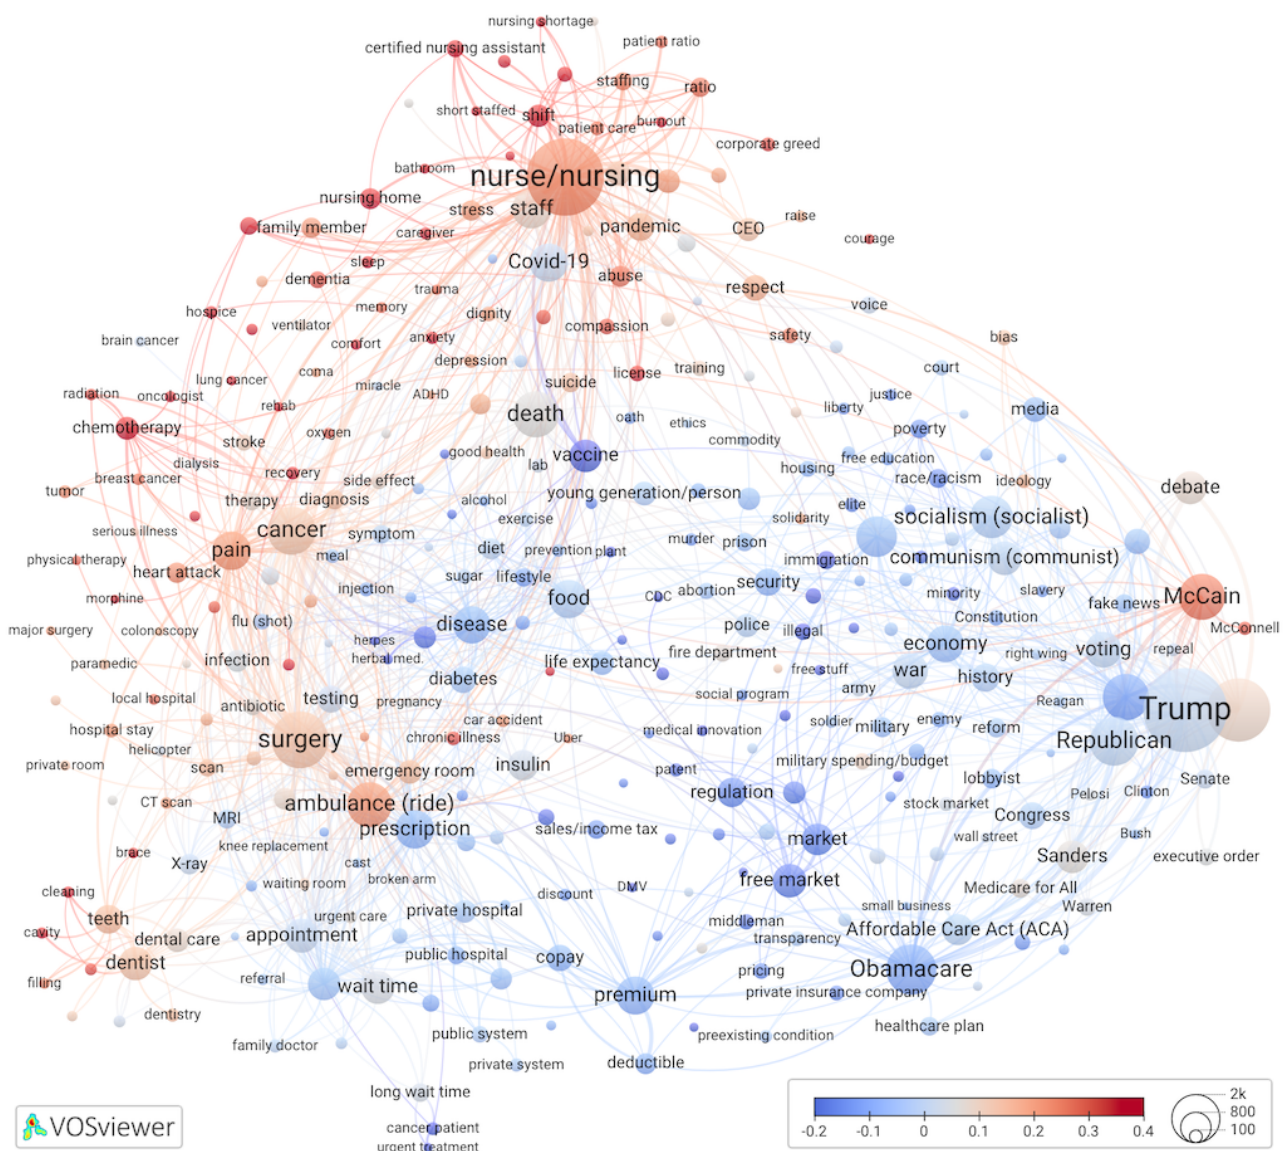 nursing shortage
certified nursing assistant
patient ratio
staffing
ratio
short staffed
shift
patient care
burnout
corporate greed
bathroom
nurse/nursing
nursing home
stress
staff
family member
caregiver
pandemic
CEO
raise
courage
Covid-19
sleep
dementia
abuse
trauma
respect
memory
hospice
dignity
voice
ventilator
compassion
brain cancer
comfort
anxiety
safety
bias
coma
depression
license
training
court
lung cancer
miracle
suicide
radiation
oncologist
ADHD
rehab
justice
liberty
media
death
oath
ethics
chemotherapy
stroke
oxygen
commodity
poverty
dialysis
good health
lab
vaccine
free education
housing
breast cancer
recovery
side effect
race/racism
ideology
tumor
therapy
diagnosis
alcohol
young generation/person
debate
elite
serious illness
cancer
symptom
exercise
solidarity
socialism (socialist)
pain
meal
diet
prevention
plant
murder
prison
physical therapy
heart attack
immigration
communism (communist)
injection
sugar
lifestyle
food
CDC
abortion
security
minority
slavery
morphine
fake news
McCain
flu (shot)
disease
Constitution
major surgery
colonoscopy
herpes
police
illegal
McConnell
herbal med.
economy
fire department
right wing
voting
repeal
paramedic
infection
life expectancy
free stuff
war
diabetes
history
local hospital
testing
army
antibiotic
pregnancy
social program
Reagan
Trump
hospital stay
surgery
car accident
chronic illness
Uber
medical innovation
soldier
military
enemy
reform
Republican
helicopter
private room
scan
emergency room
insulin
patent
military spending/budget
lobbyist
Senate
CT scan
ambulance (ride)
regulation
stock market
Pelosi
Clinton
MRI
prescription
sales/income tax
Congress
knee replacement
market
wall street
Bush
brace
X-ray
cast
Sanders
executive order
cleaning
waiting room
broken arm
discount
DMV
free market
Medicare for All
teeth
urgent care
private hospital
small business
Warren
cavity
dental care
appointment
middleman
transparency
Affordable Care Act (ACA)
dentist
public hospital
copay
filling
referral
wait time
premium
pricing
Obamacare
private insurance company
dentistry
family doctor
public system
preexisting condition
healthcare plan
private system
deductible
long wait time
cancer patient
urgent treatment
VOSviewer
-0.2
-0.1
0
0.1
0.2
0.3
0.4
2k
800
100